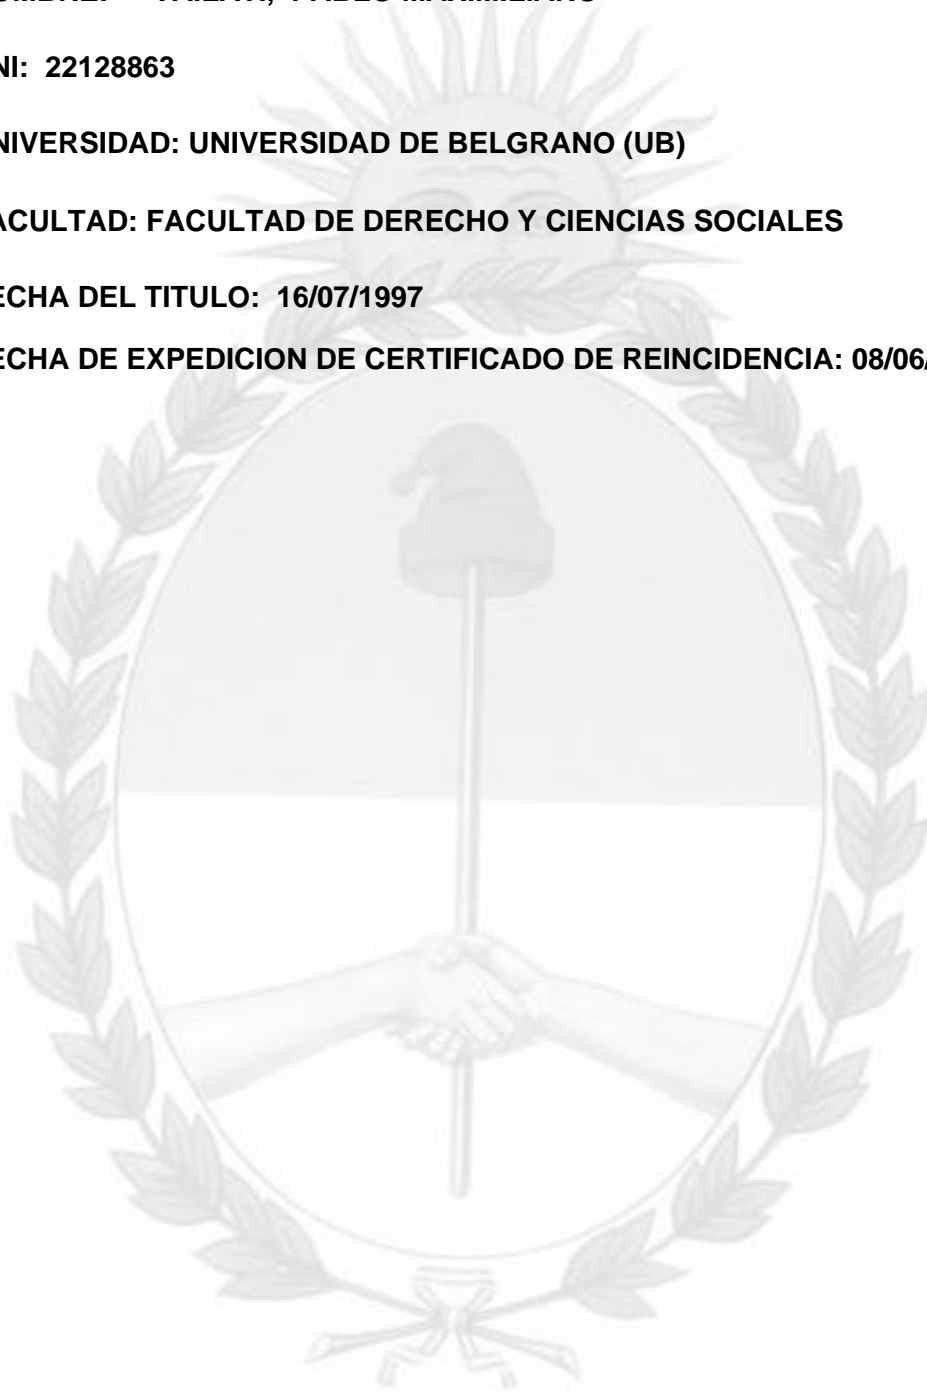 NI: 22128863
NIVERSIDAD: UNIVERSIDAD DE BELGRANO (UB)
ACULTAD: FACULTAD DE DERECHO Y CIENCIAS SOCIALES
ECHA DEL TITULO: 16/07/1997
ECHA DE EXPEDICION DE CERTIFICADO DE REINCIDENCIA: 08/06/